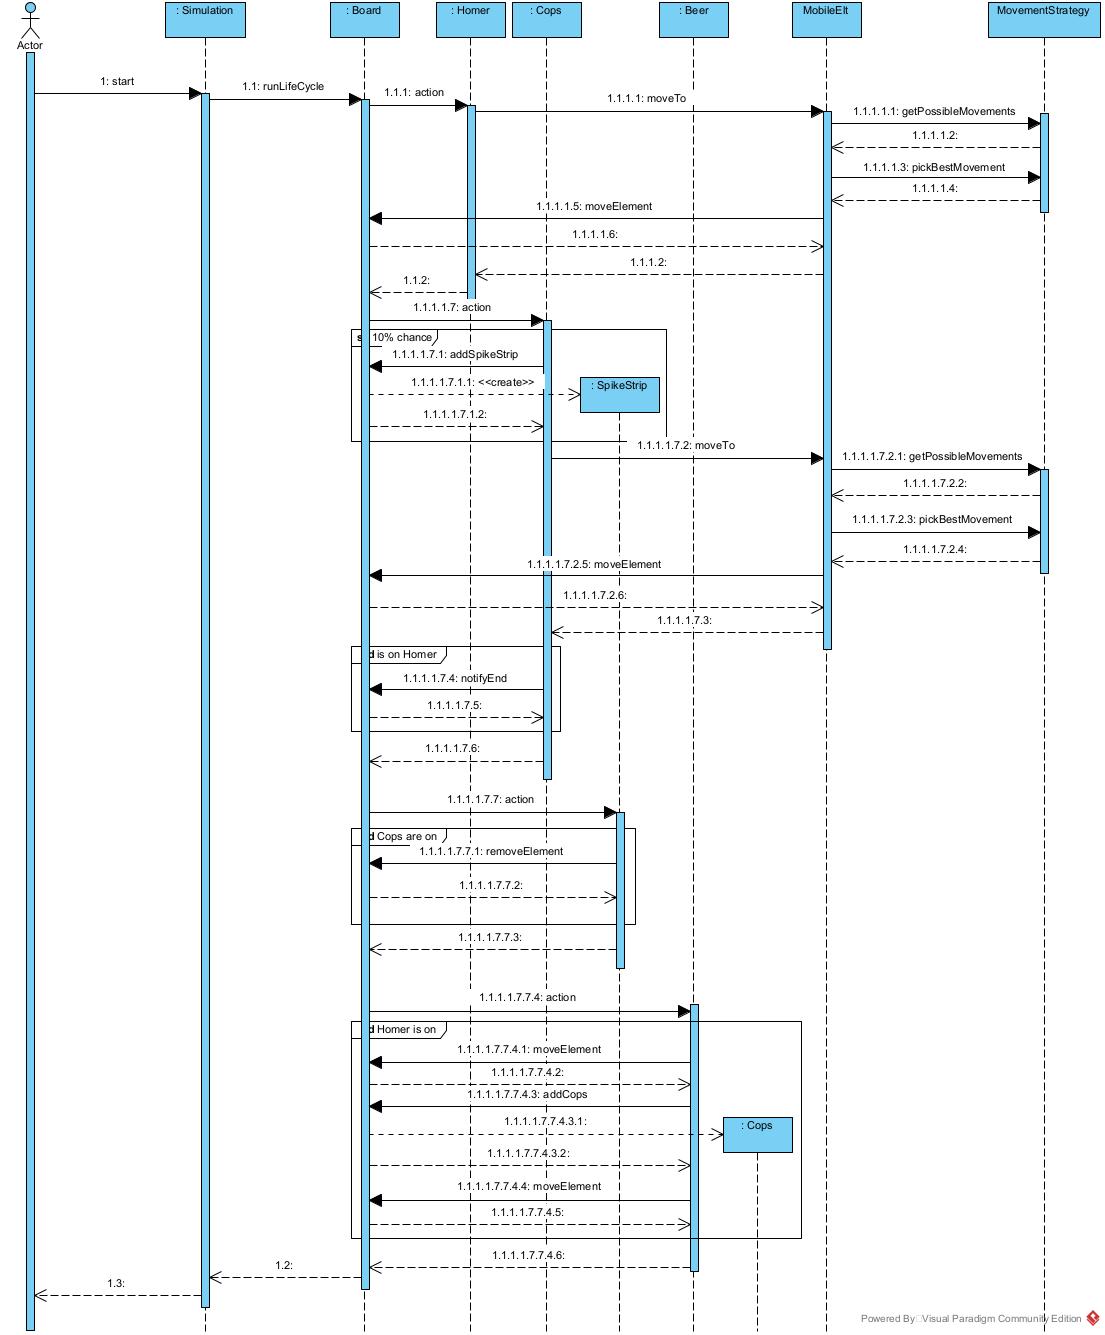 : Simulation
: Board
: Homer
: Cops
: Beer
MobileElt
MovementStrategy
Actor
1: start
1.1: runLifeCycle
1.1.1: action
1.1.1.1: moveTo
1.1.1.1.1: getPossibleMovements
1.1.1.1.2:
1.1.1.1.3: pickBestMovement
1.1.1.1.4:
1.1.1.1.5: moveElement
1.1.1.1.6:
1.1.1.2:
1.1.2:
1.1.1.1.7: action
10% chance
1.1.1.1.7.1: addSpikeStrip
1.1.1.1.7.1.1: <<create>>
: SpikeStrip
1.1.1.1.7.1.2:
1.1.1.1.7.2: moveTo
1.1.1.1.7.2.1: getPossibleMovements
1.1.1.1.7.2.2:
1.1.1.1.7.2.3: pickBestMovement
1.1.1.1.7.2.4:
1.1.1.1.7.2.5: moveElement
1.1.1.1.7.2.6:
1.1.1.1.7.3:
is on Homer
1.1.1.1.7.4: notifyEnd
1.1.1.1.7.5:
1.1.1.1.7.6:
1.1.1.1.7.7: action
Cops are on
1.1.1.1.7.7.1: removeElement
1.1.1.1.7.7.2:
1.1.1.1.7.7.3:
1.1.1.1.7.7.4: action
Homer is on
1.1.1.1.7.7.4.1: moveElement
1.1.1.1.7.7.4.2:
1.1.1.1.7.7.4.3: addCops
1.1.1.1.7.7.4.3.1:
: Cops
1.1.1.1.7.7.4.3.2:
1.1.1.1.7.7.4.4: moveElement
1.1.1.1.7.7.4.5:
1.1.1.1.7.7.4.6:
1.2:
1.3:
Powered By Visual Paradigm Community Edition